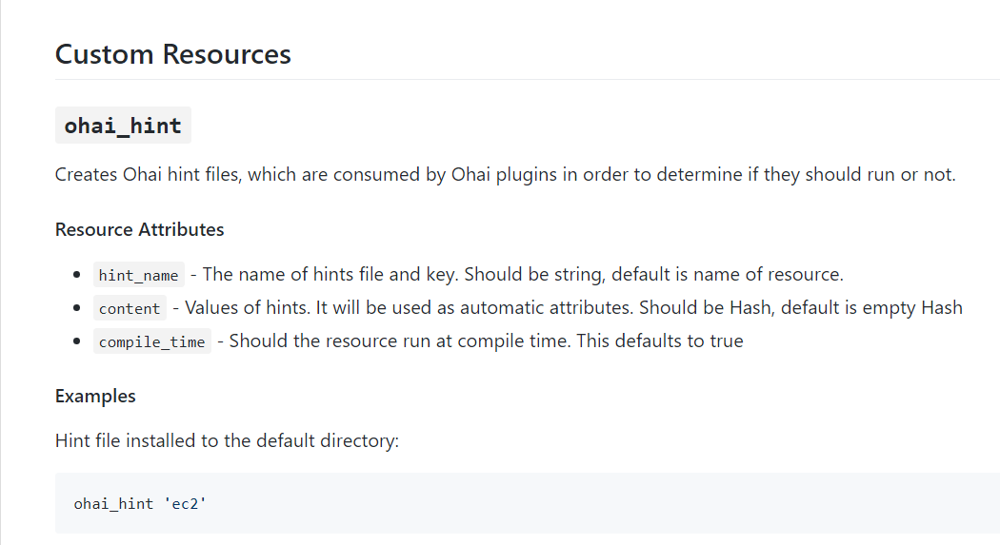 Custom Resources
ohai_hint
Creates Ohai hint files, which are consumed by Ohai plugins in order to determine if they should run or not.
Resource Attributes
• hint_name - The name of hints file and key. Should be string, default is name of resource.
• content - Values of hints. It will be used as automatic attributes. Should be Hash, default is empty Hash
• compile_time - Should the resource run at compile time. This defaults to true
Examples
Hint file installed to the default directory:
ohai_hint 'ec2'